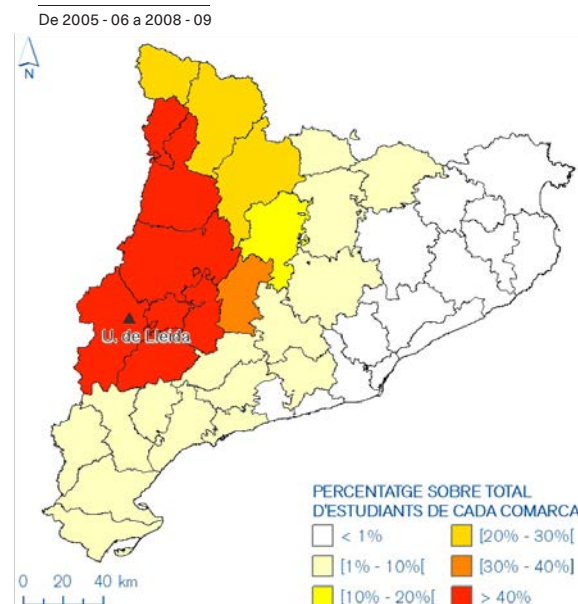 De 2005 - 06 a 2008 - 09
N
U. de Lleida
PERCENTATGE SOBRE TOTAL
D'ESTUDIANTS DE CADA COMARCA
< 1%
[20% - 30%[
[1% - 10%[
[30% - 40%]
[10% - 20%[
> 40%
0 20 40 km